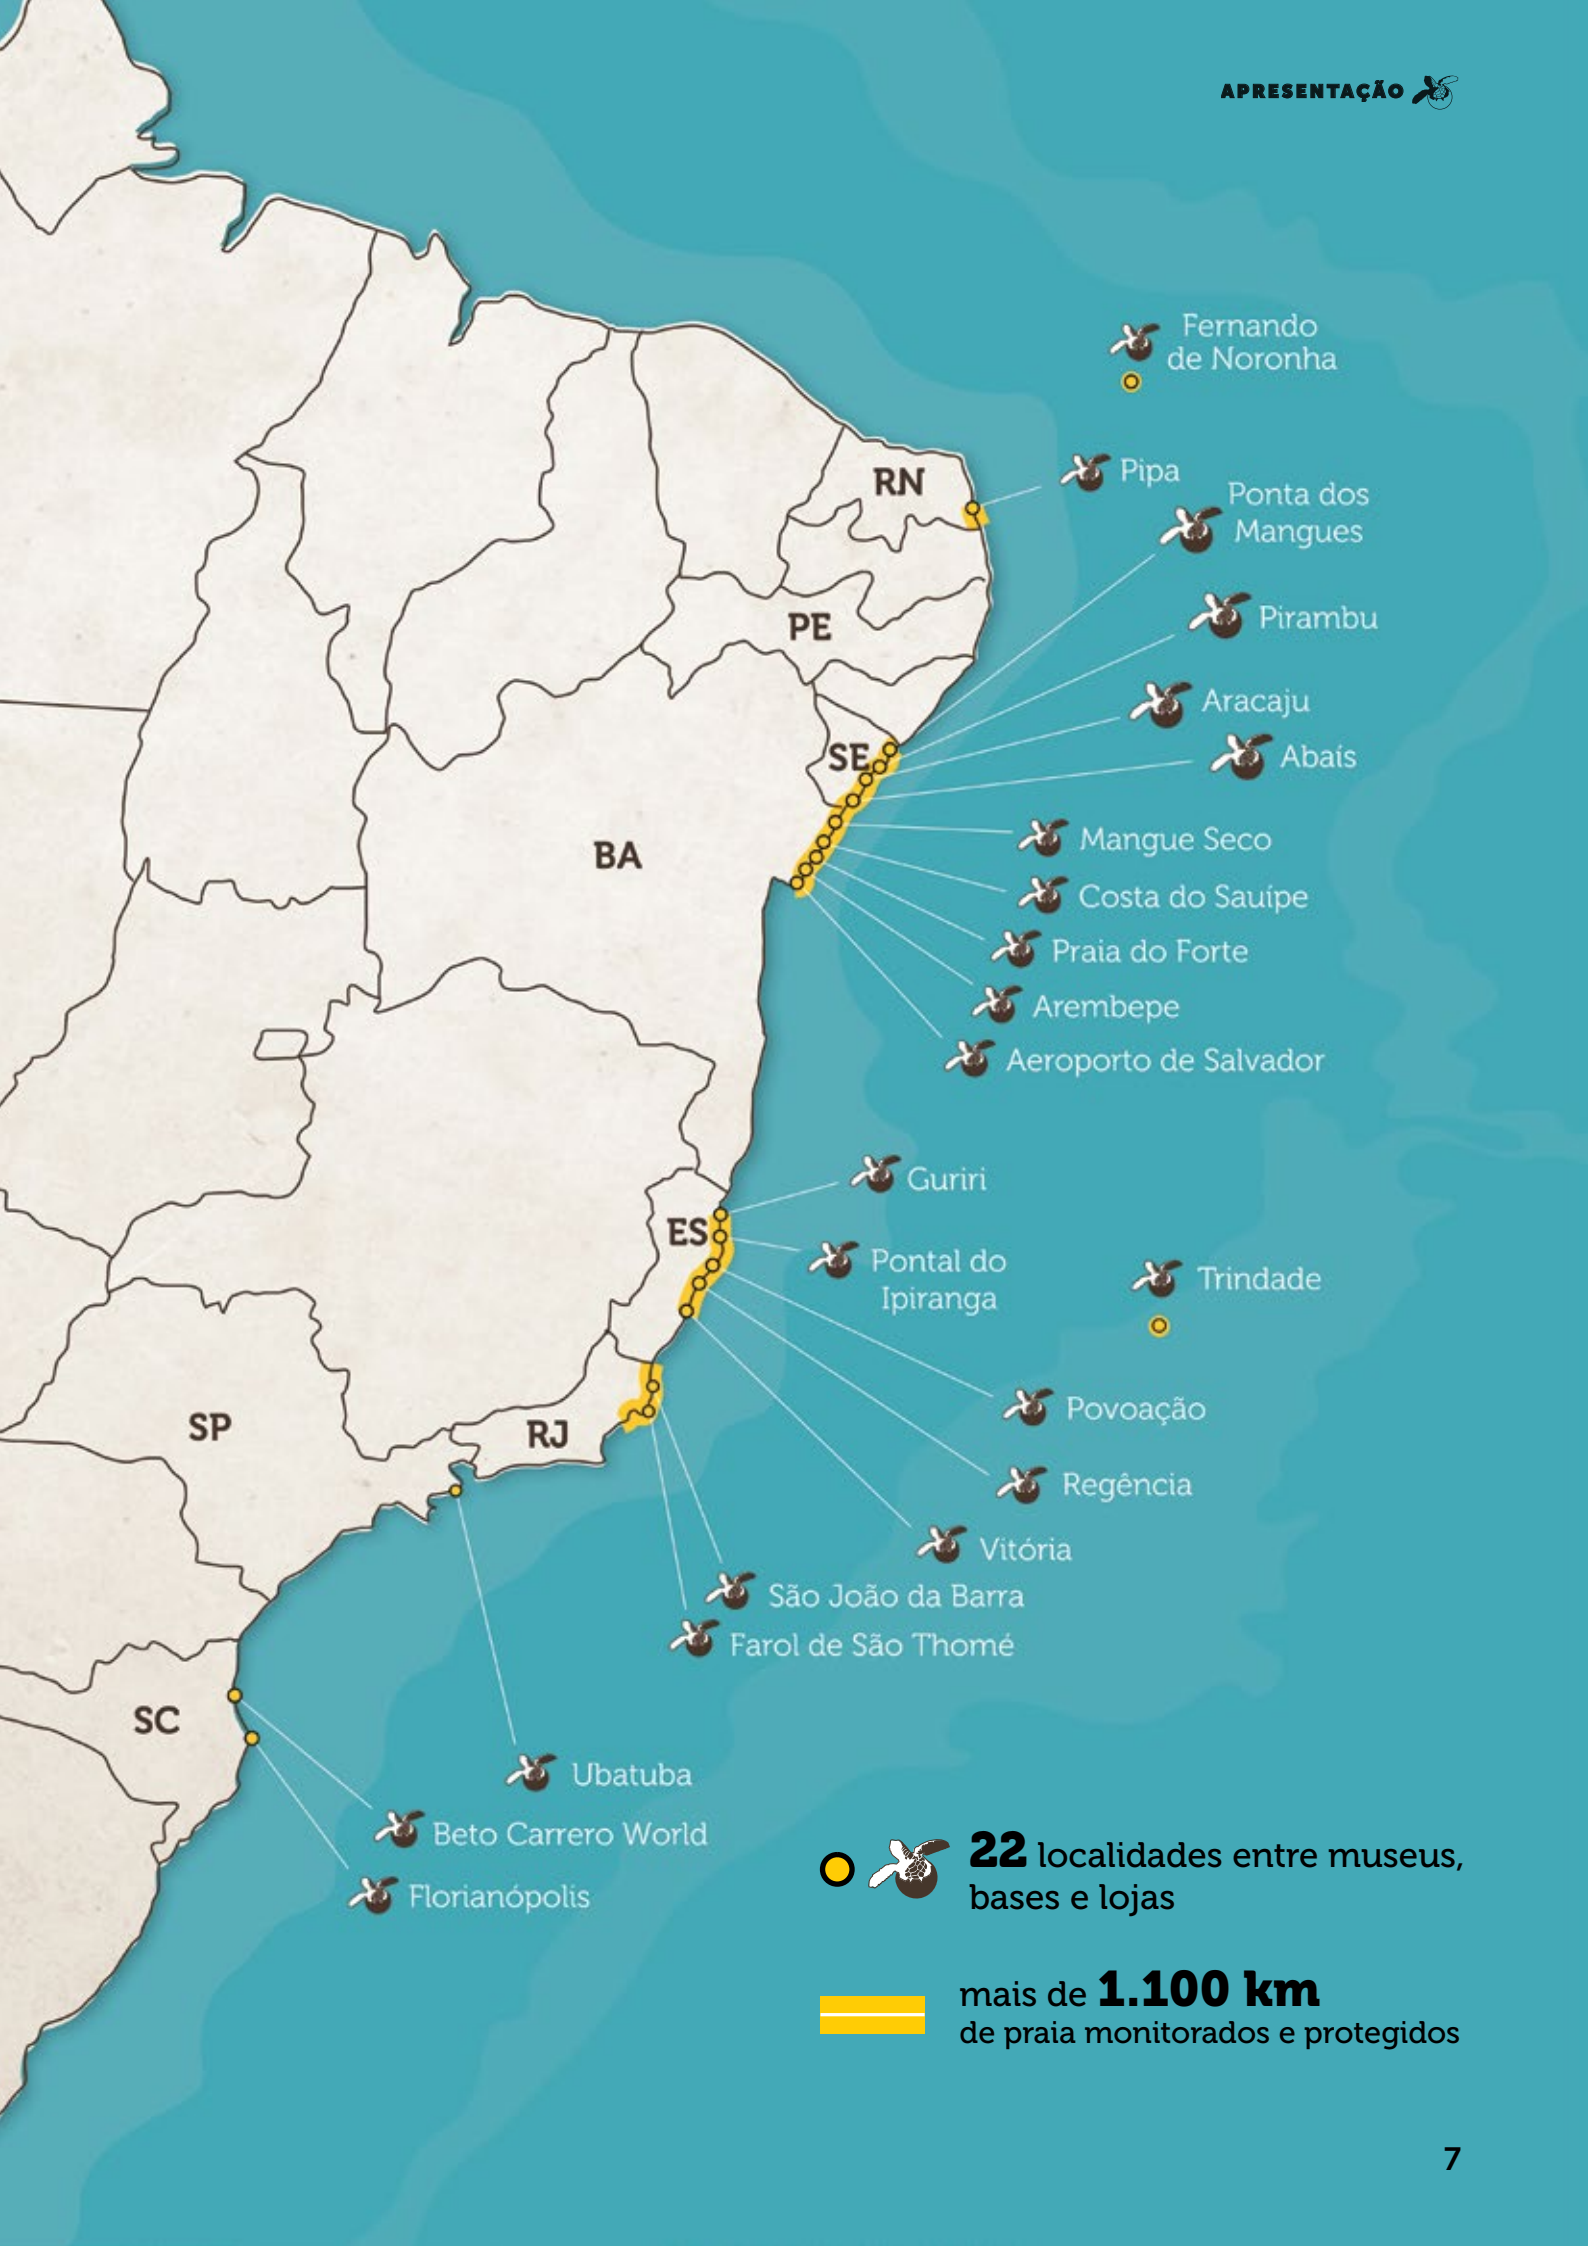 APRESENTAÇÃO
Fernando
de Noronha
RN
Pipa
Ponta dos
Mangues
PE
Pirambu
Aracaju
SE
Abaís
BA
Mangue Seco
Costa do Sauípe
Praia do Forte
Arembepe
Aeroporto de Salvador
Guriri
ES
Pontal do
Ipiranga
Trindade
Povoação
SP
RJ
Regência
Vitória
São João da Barra
Farol de São Thomé
SC
Ubatuba
Beto Carrero World
Florianópolis
22 localidades entre museus,
bases e lojas
mais de 1.100 km
de praia monitorados e protegidos
7